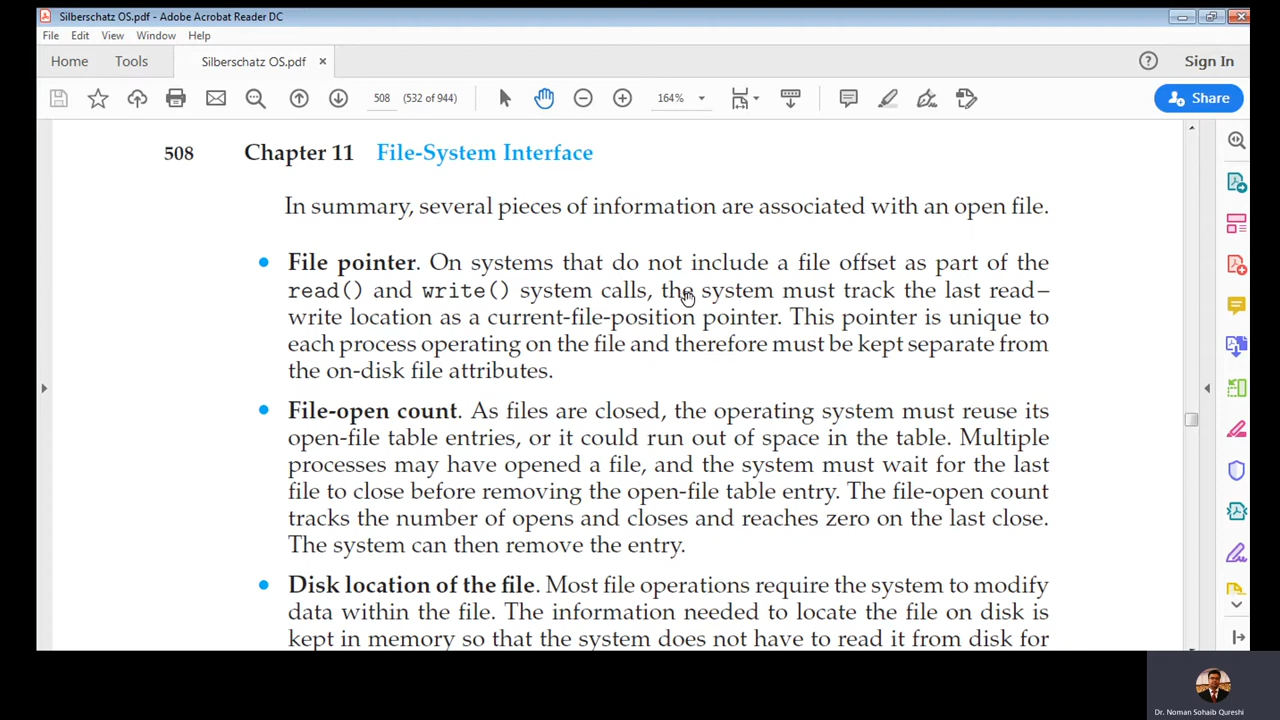 Silberschatz OS.pdf - Adobe Acrobat Reader DC
File Edit View Window Help
Home Tools Silberschatz OS.pdf × Sign In
508 (532 of 944) 164% Share
508 Chapter 11 File-System Interface
In summary, several pieces of information are associated with an open file.
• File pointer. On systems that do not include a file offset as part of the
read() and write() system calls, the system must track the last read–
write location as a current-file-position pointer. This pointer is unique to
each process operating on the file and therefore must be kept separate from
the on-disk file attributes.
• File-open count. As files are closed, the operating system must reuse its
open-file table entries, or it could run out of space in the table. Multiple
processes may have opened a file, and the system must wait for the last
file to close before removing the open-file table entry. The file-open count
tracks the number of opens and closes and reaches zero on the last close.
The system can then remove the entry.
• Disk location of the file. Most file operations require the system to modify
data within the file. The information needed to locate the file on disk is
kept in memory so that the system does not have to read it from disk for
Dr. Noman Sohaib Qureshi